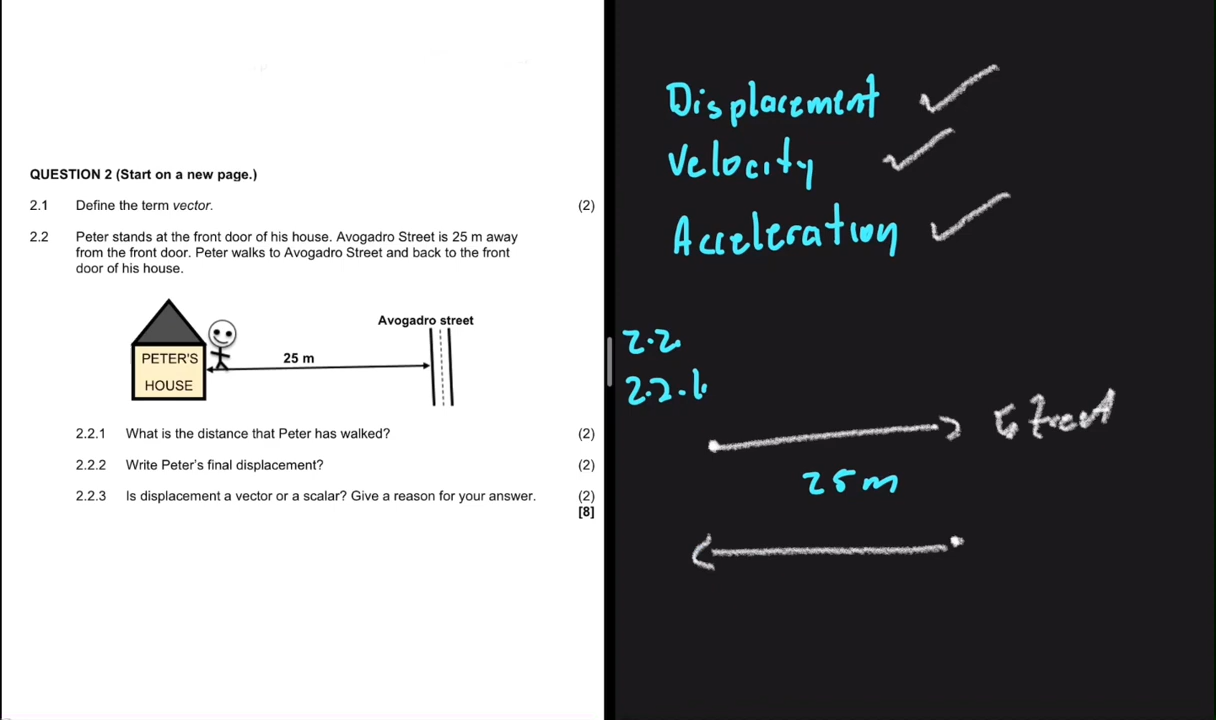 QUESTION 2 (Start on a new page.)
2.1 Define the term vector. (2)
2.2 Peter stands at the front door of his house. Avogadro Street is 25 m away
from the front door. Peter walks to Avogadro Street and back to the front
door of his house.
Avogadro street
PETER'S
HOUSE
25 m
2.2.1 What is the distance that Peter has walked? (2)
2.2.2 Write Peter's final displacement? (2)
2.2.3 Is displacement a vector or a scalar? Give a reason for your answer. (2)
[8]
Displacement
Velocity
Acceleration
2.2.
2.2.1.
Street
25 m